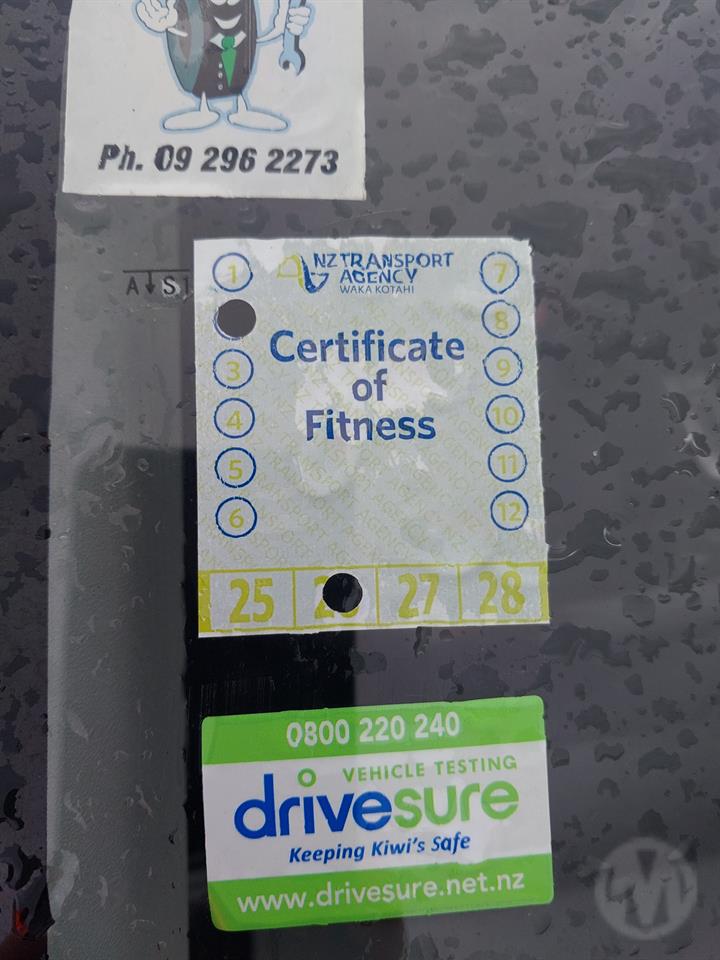 Ph. 09 296 2273
A↓S1
NZ TRANSPORT
AGENCY
WAKA KOTAHI
Certificate
of
Fitness
1
3
4
5
6
7
8
9
10
11
12
25
27
28
0800 220 240
VEHICLE TESTING
drivesure
Keeping Kiwi's Safe
www.drivesure.net.nz